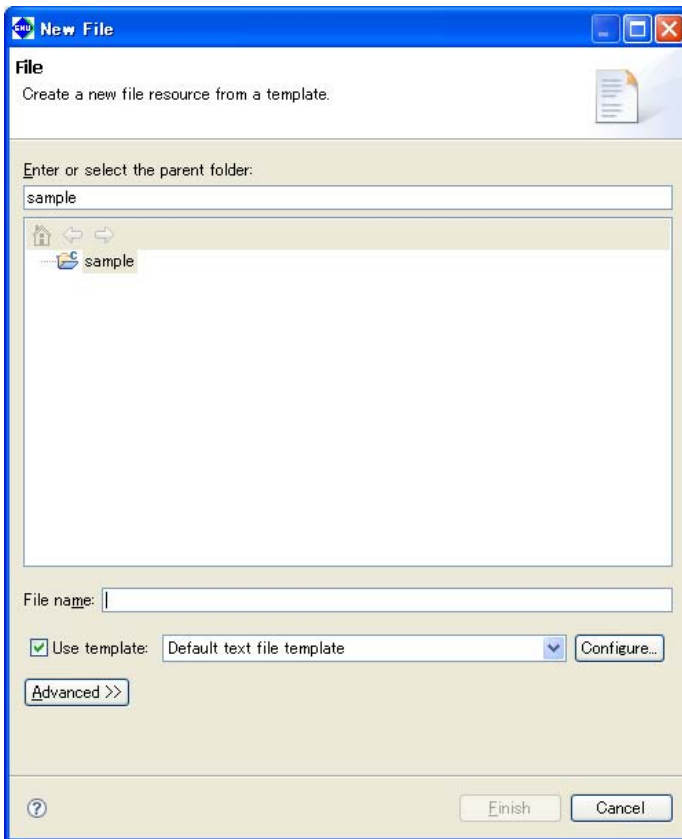 GNU
New File
File
Create a new file resource from a template.
Enter or select the parent folder:
sample
sample
File name:
Use template: Default text file template Configure...
Advanced >>
Finish Cancel